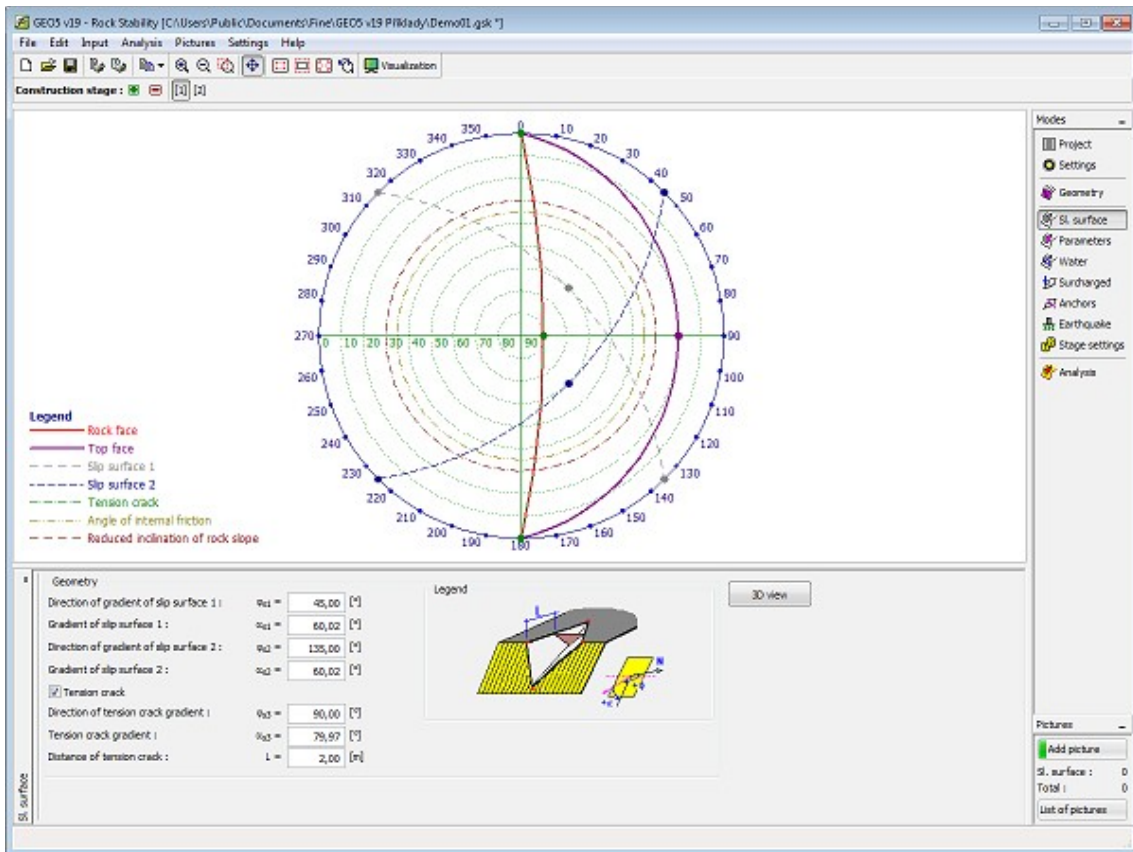 GEO5 v19 - Rock Stability [C:\Users\Public\Documents\Fine\GEO5 v19 Příklady\Demo01.gsk *]
File Edit Input Analysis Pictures Settings Help
Visualization
Construction stage : [1] [2]
0 10 20 30 40 50 60 70 80 90 100 110 120 130 140 150 160 170 180 190 200 210 220 230 240 250 260 270 280 290 300 310 320 330 340 350
0 10 20 30 40 50 60 70 80 90
Legend
Rock face
Top face
Slip surface 1
Slip surface 2
Tension crack
Angle of internal friction
Reduced inclination of rock slope
Modes
Project
Settings
Geometry
Sl. surface
Parameters
Water
Surcharged
Anchors
Earthquake
Stage settings
Analysis
Sl. surface
Geometry
Direction of gradient of slip surface 1 : = 45,00 [°]
Gradient of slip surface 1 : = 60,02 [°]
Direction of gradient of slip surface 2 : = 135,00 [°]
Gradient of slip surface 2 : = 60,02 [°]
Tension crack
Direction of tension crack gradient : = 90,00 [°]
Tension crack gradient : = 79,97 [°]
Distance of tension crack : L = 2,00 [m]
Legend
L
N
3D view
Pictures
Add picture
Sl. surface : 0
Total : 0
List of pictures